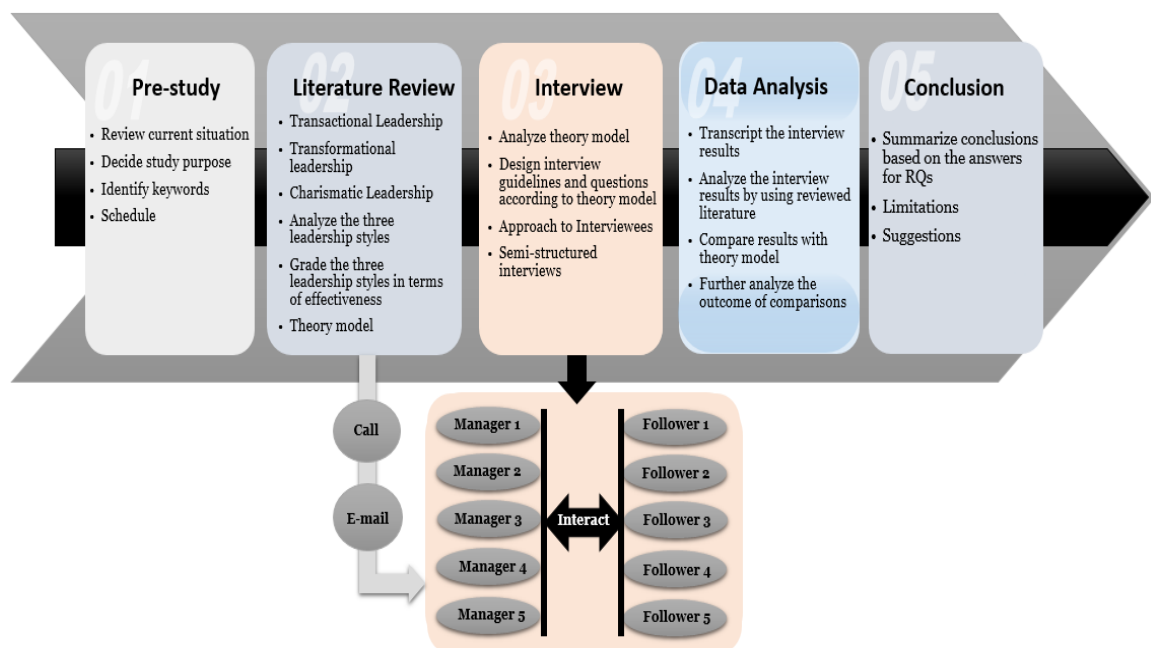 01
Pre-study
• Review current situation
• Decide study purpose
• Identify keywords
• Schedule
02
Literature Review
• Transactional Leadership
• Transformational
leadership
• Charismatic Leadership
• Analyze the three
leadership styles
• Grade the three
leadership styles in terms
of effectiveness
• Theory model
03
Interview
• Analyze theory model
• Design interview
guidelines and questions
according to theory model
• Approach to Interviewees
• Semi-structured
interviews
04
Data Analysis
• Transcript the interview
results
• Analyze the interview
results by using reviewed
literature
• Compare results with
theory model
• Further analyze the
outcome of comparisons
05
Conclusion
• Summarize conclusions
based on the answers
for RQs
• Limitations
• Suggestions
Call
E-mail
Manager 1
Manager 2
Manager 3
Manager 4
Manager 5
Interact
Follower 1
Follower 2
Follower 3
Follower 4
Follower 5